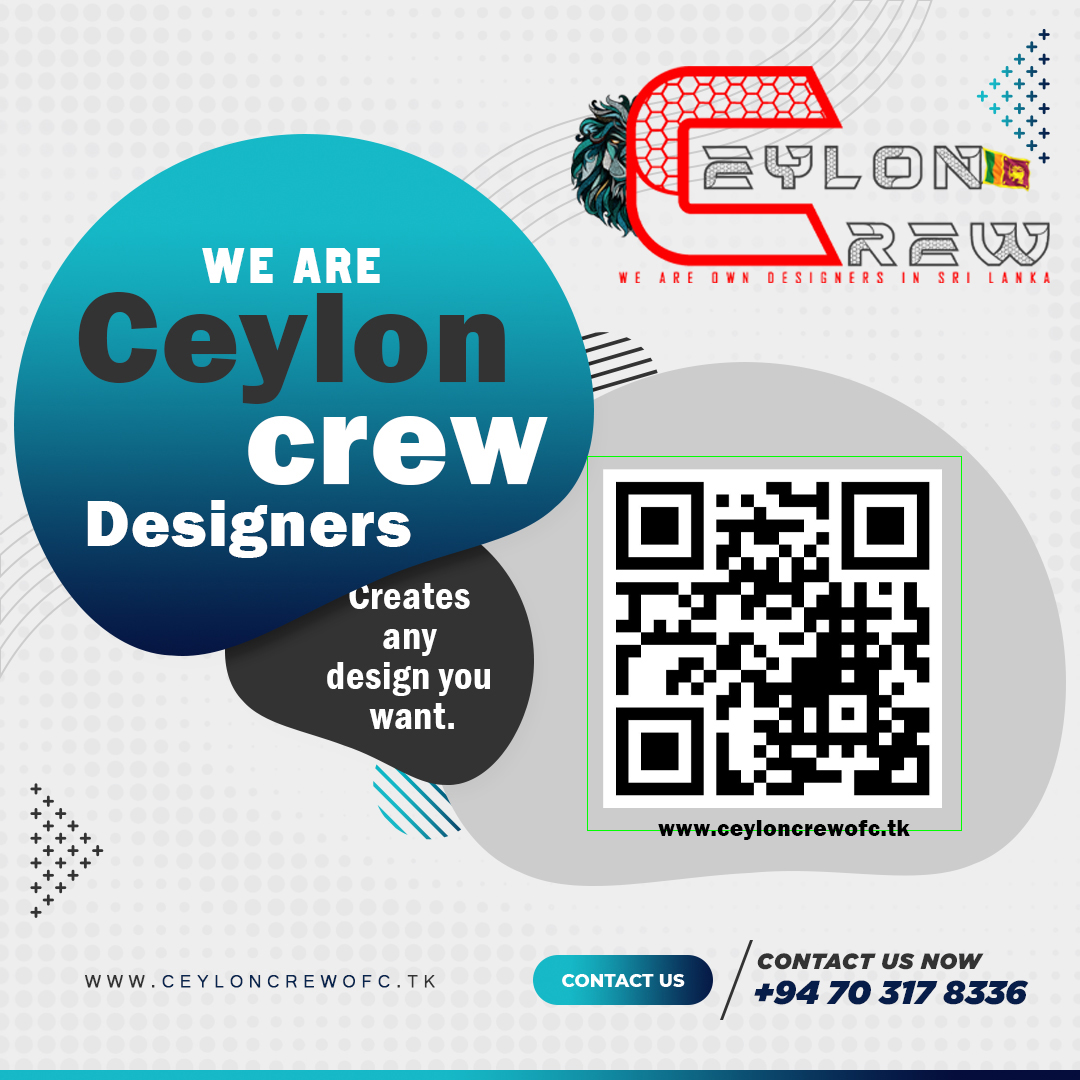 CEYLON
CREW
WE ARE OWN DESIGNERS IN SRI LANKA
WE ARE
Ceylon
crew
Designers
Creates
any
design you
want.
www.ceyloncrewofc.tk
WWW.CEYLONCREWOFC.TK
CONTACT US
CONTACT US NOW
+94 70 317 8336